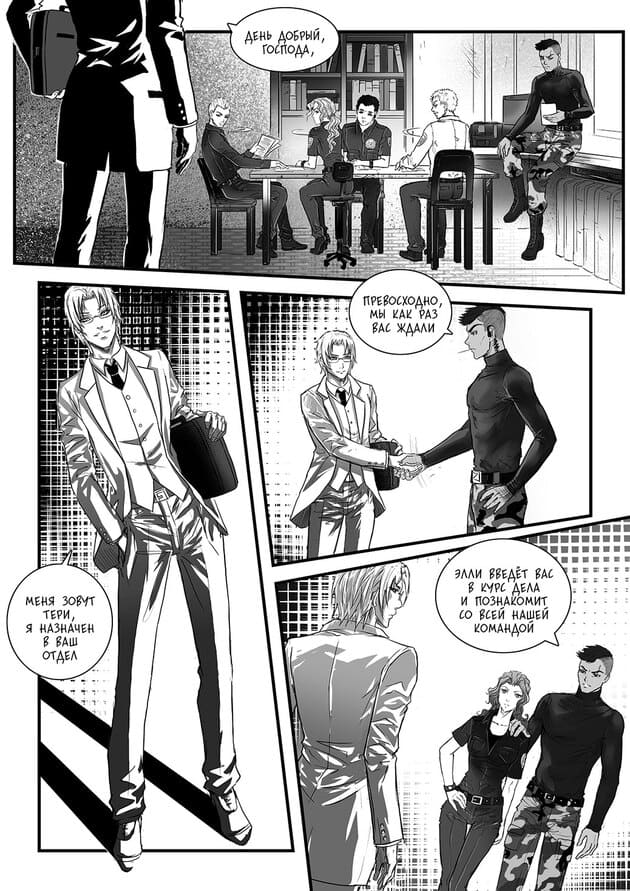 ДЕНЬ ДОБРЫЙ,
ГОСПОДА,
МЕНЯ ЗОВУТ
ТЕРИ,
Я НАЗНАЧЕН
В ВАШ
ОТДЕЛ
ПРЕВОСХОДНО,
МЫ КАК РАЗ
ВАС ЖДАЛИ
ЭЛЛИ ВВЕДЁТ ВАС
В КУРС ДЕЛА
И ПОЗНАКОМИТ
СО ВСЕЙ НАШЕЙ
КОМАНДОЙ